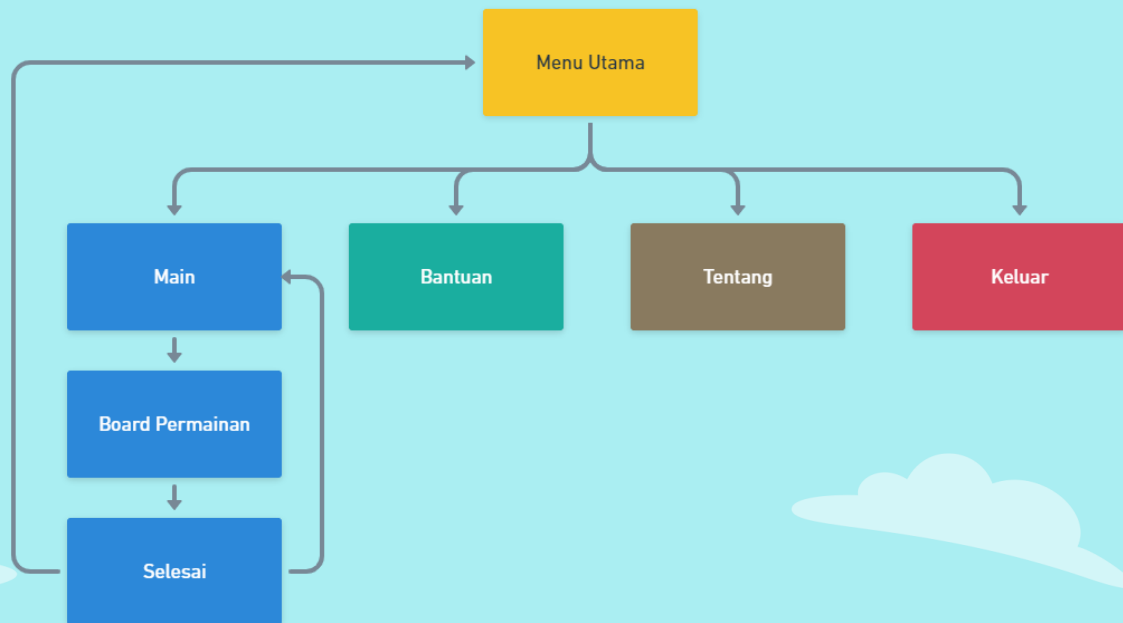 Menu Utama
Main
Bantuan
Tentang
Keluar
Board Permainan
Selesai